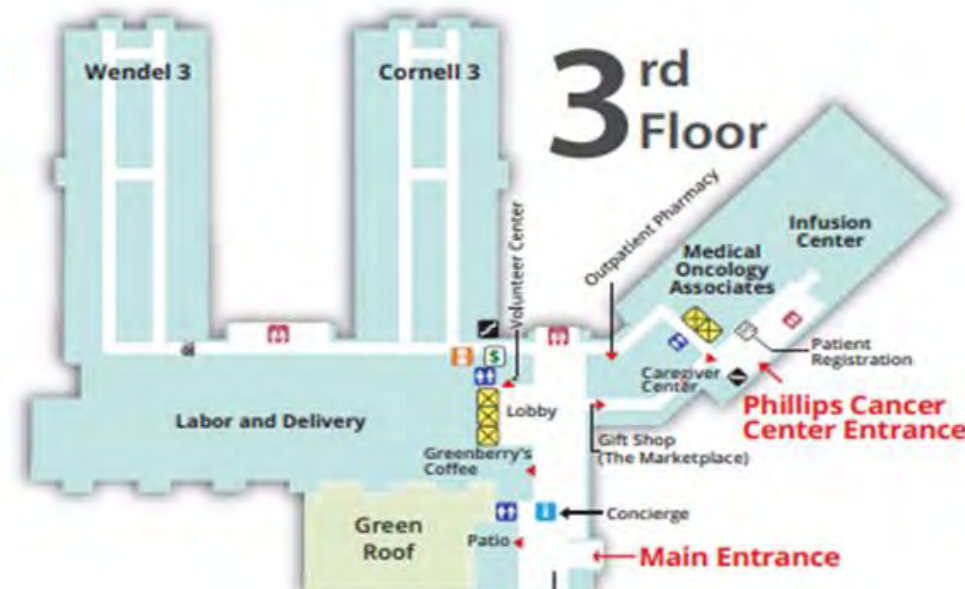 3rd
Floor
Wendel 3
Cornell 3
Volunteer Center
Outpatient Pharmacy
Infusion
Center
Medical
Oncology
Associates
Patient
Registration
Caregiver
Center
Phillips Cancer
Center Entrance
$
Labor and Delivery
Lobby
Gift Shop
(The Marketplace)
Greenberry's
Coffee
i
Concierge
Green
Roof
Patio
Main Entrance